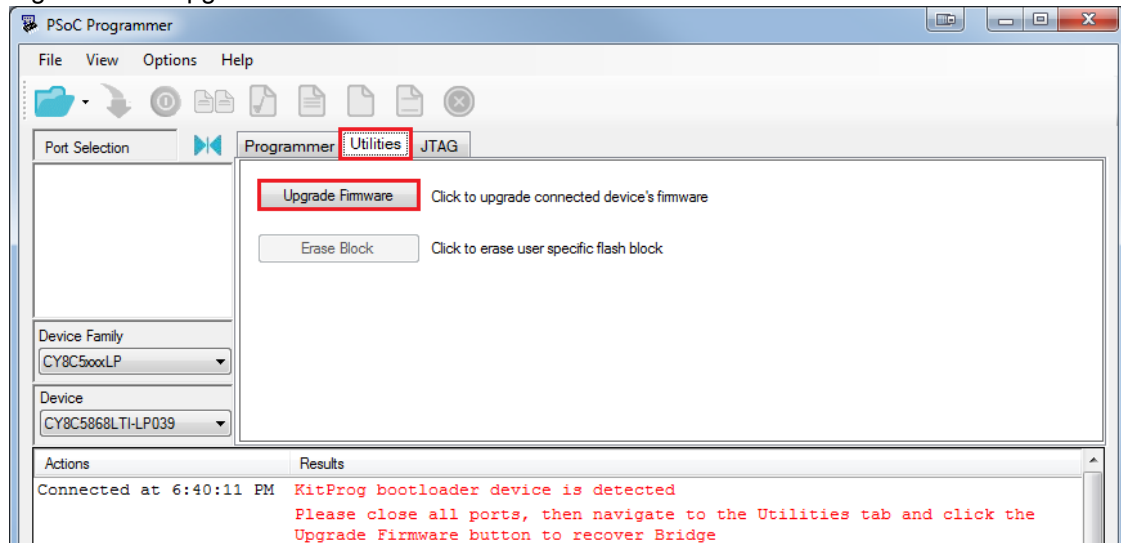 PSoC Programmer
File View Options Help
Port Selection
Programmer Utilities JTAG
Upgrade Firmware Click to upgrade connected device's firmware
Erase Block Click to erase user specific flash block
Device Family
CY8C5xxxLP
Device
CY8C5868LTI-LP039
Actions Results
Connected at 6:40:11 PM KitProg bootloader device is detected
Please close all ports, then navigate to the Utilities tab and click the
Upgrade Firmware button to recover Bridge